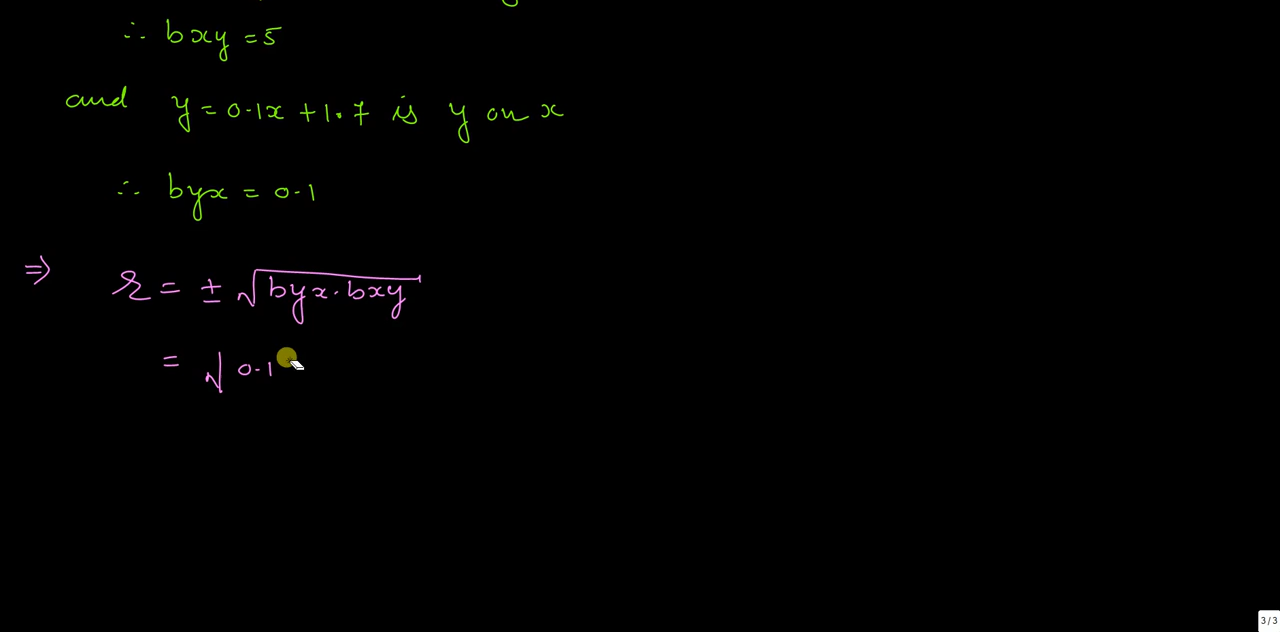 ∴ bxy = 5
and y = 0.1x + 1.7 is y on x
∴ byx = 0.1
⇒ r = ± √byx · bxy
= √0.1
3/3